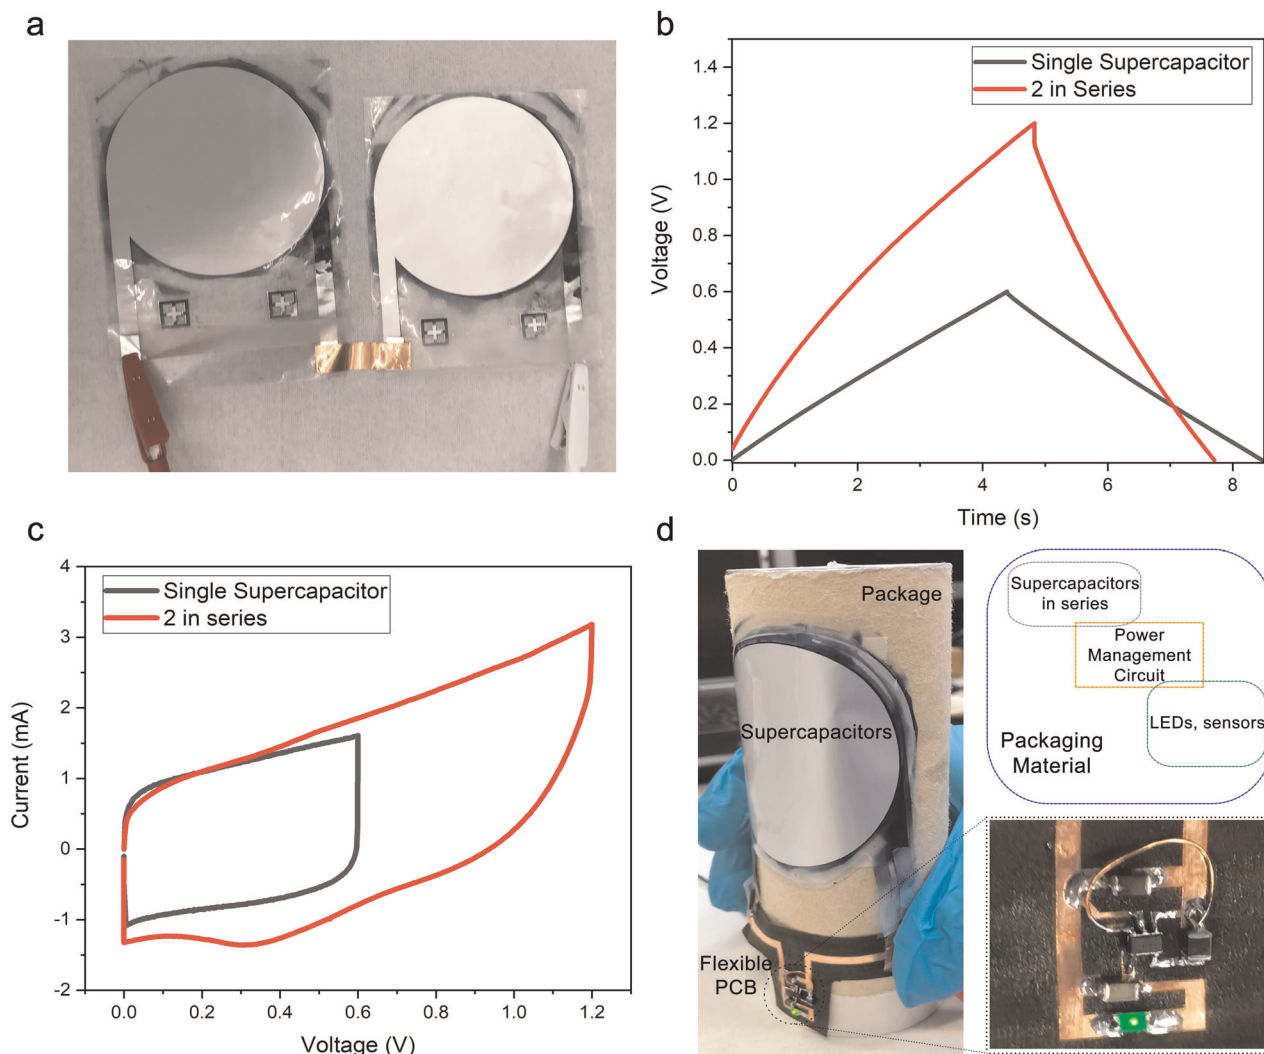 a
b
Single Supercapacitor
2 in Series
1.4
1.2
1.0
0.8
0.6
0.4
0.2
0.0
Voltage (V)
0
2
4
6
8
Time (s)
c
Single Supercapacitor
2 in series
4
3
2
1
0
-1
-2
Current (mA)
0.0
0.2
0.4
0.6
0.8
1.0
1.2
Voltage (V)
d
Package
Supercapacitors
Flexible
PCB
Supercapacitors
in series
Power
Management
Circuit
LEDs, sensors
Packaging
Material